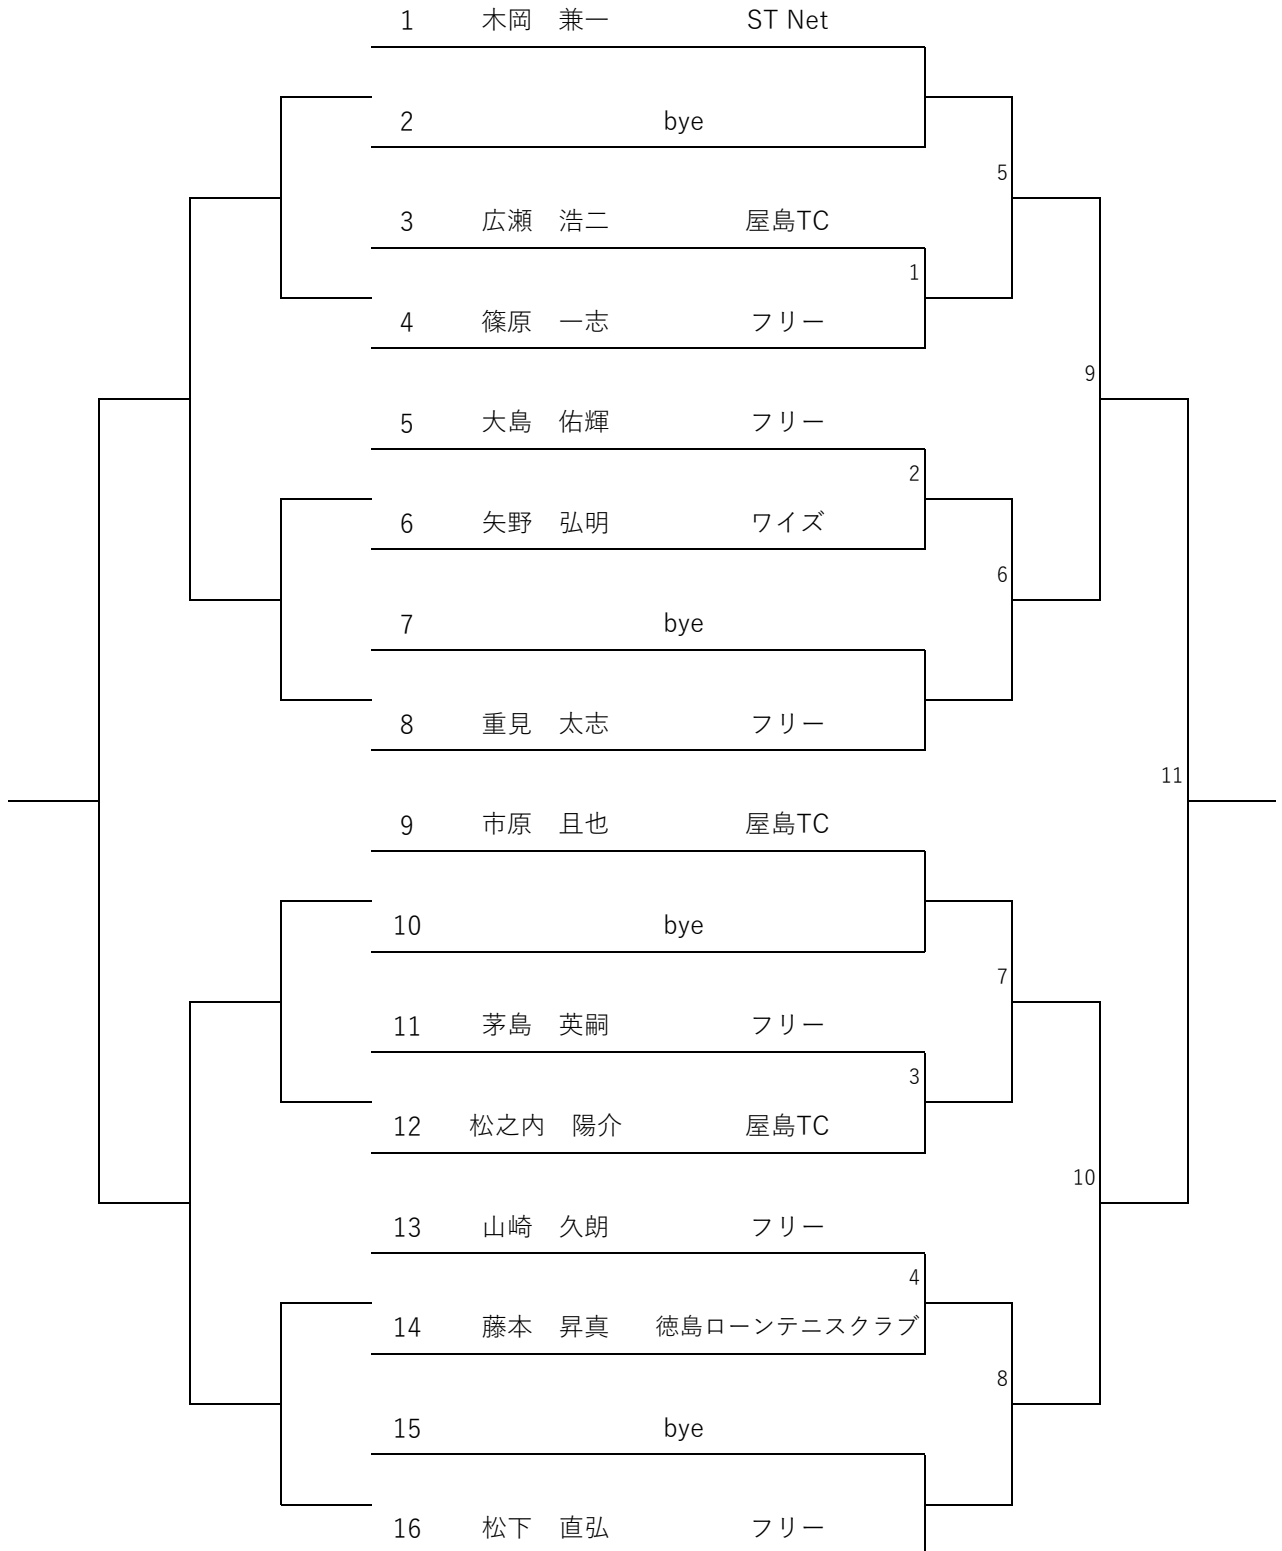 1 木岡　兼一 ST Net
2 bye
5
3 広瀬　浩二 屋島TC
1
4 篠原　一志 フリー
9
5 大島　佑輝 フリー
2
6 矢野　弘明 ワイズ
6
7 bye
8 重見　太志 フリー
11
9 市原　且也 屋島TC
10 bye
7
11 茅島　英嗣 フリー
3
12 松之内　陽介 屋島TC
10
13 山崎　久朗 フリー
4
14 藤本　昇真 徳島ローンテニスクラブ
8
15 bye
16 松下　直弘 フリー